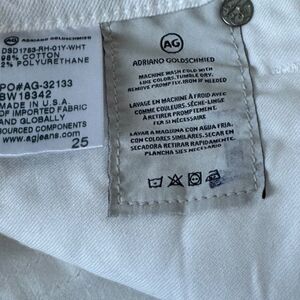 AG ADRIANO GOLDSCHMIED
DSD1783-RH-01Y-WHT
98% COTTON
2% POLYURETHANE
PO#AG-32133
BW18342
MADE IN U.S.A.
OF IMPORTED FABRIC
AND GLOBALLY
SOURCED COMPONENTS
www.agjeans.com
25
AG
ADRIANO GOLDSCHMIED
MACHINE WASH COLD WITH
LIKE COLORS. TUMBLE DRY.
REMOVE PROMPTLY. IRON IF NEEDED
LAVAGE EN MACHINE À FROID AVEC
COMME COULEURS. SÈCHE-LINGE
À RETIRER PROMPTEMENT
FER SI NÉCESSAIRE
LAVAR A MAQUINA CON AGUA FRIA.
CON COLORES SIMILARES. SECAR EN
SECADORA RETIRAR RAPIDAMENTE.
PLANCHA SI ES NECESARIO